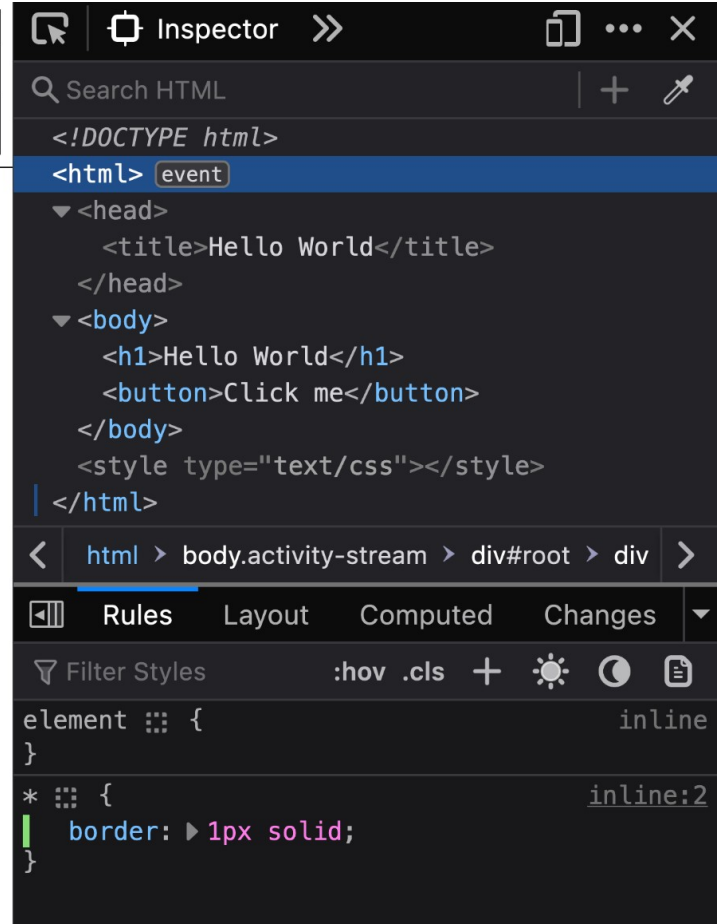 Inspector
Search HTML
<!DOCTYPE html>
<html> event
<head>
<title>Hello World</title>
</head>
<body>
<h1>Hello World</h1>
<button>Click me</button>
</body>
<style type="text/css"></style>
</html>
html > body.activity-stream > div#root > div
Rules Layout Computed Changes
Filter Styles :hov .cls
element { inline
}
* { inline:2
border: 1px solid;
}